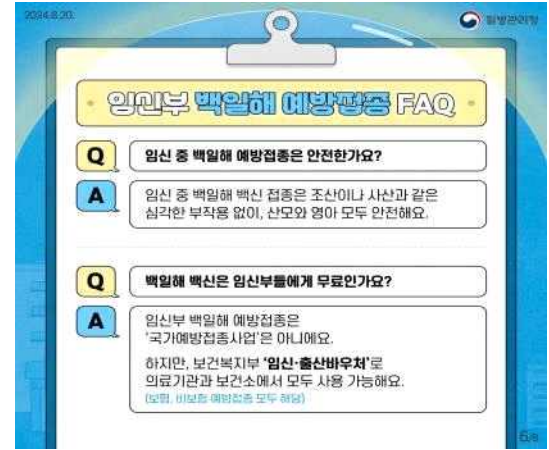 2024.8.20.
질병관리청
임신부 백일해 예방접종 FAQ
Q
임신 중 백일해 예방접종은 안전한가요?
A
임신 중 백일해 백신 접종은 조산이나 사산과 같은
심각한 부작용 없이, 산모와 영아 모두 안전해요.
Q
백일해 백신은 임신부들에게 무료인가요?
A
임신부 백일해 예방접종은
'국가예방접종사업'은 아니에요.
하지만, 보건복지부 '임신·출산바우처'로
의료기관과 보건소에서 모두 사용 가능해요.
(보험, 비보험 예방접종 모두 해당)
6/8